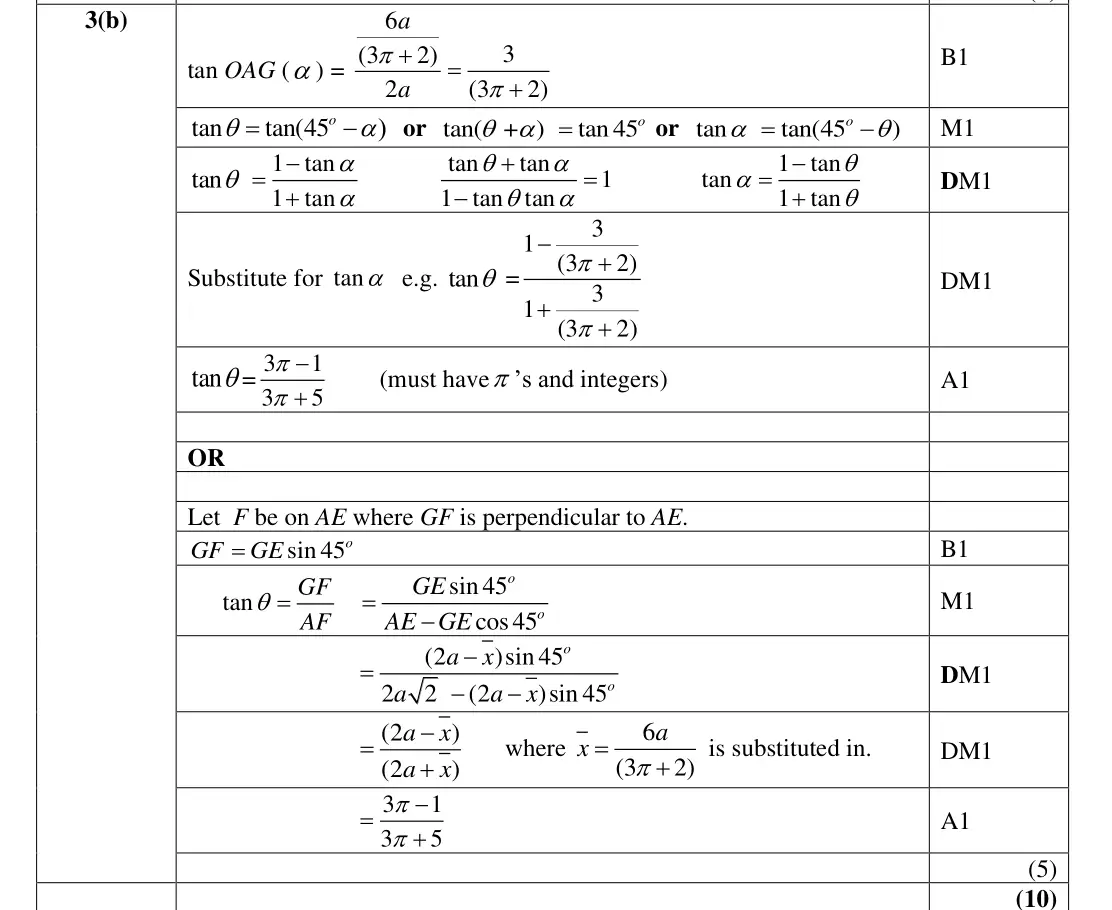 3(b)
tan OAG (α) = (6a/(3π + 2))/2a = 3/(3π + 2) B1
tan θ = tan(45° − α) or tan(θ + α) = tan 45° or tan α = tan(45° − θ) M1
tan θ = (1 − tan α)/(1 + tan α) (tan θ + tan α)/(1 − tan θ tan α) = 1 tan α = (1 − tan θ)/(1 + tan θ) DM1
Substitute for tan α e.g. tan θ = (1 − 3/(3π + 2))/(1 + 3/(3π + 2)) DM1
tan θ = (3π − 1)/(3π + 5) (must have π 's and integers) A1
OR
Let F be on AE where GF is perpendicular to AE.
GF = GE sin 45° B1
tan θ = GF/AF = GE sin 45°/(AE − GE cos 45°) M1
= (2a − x̄) sin 45°/(2a√2 − (2a − x̄) sin 45°) DM1
= (2a − x̄)/(2a + x̄) where x̄ = 6a/(3π + 2) is substituted in. DM1
= (3π − 1)/(3π + 5) A1
(5)
(10)